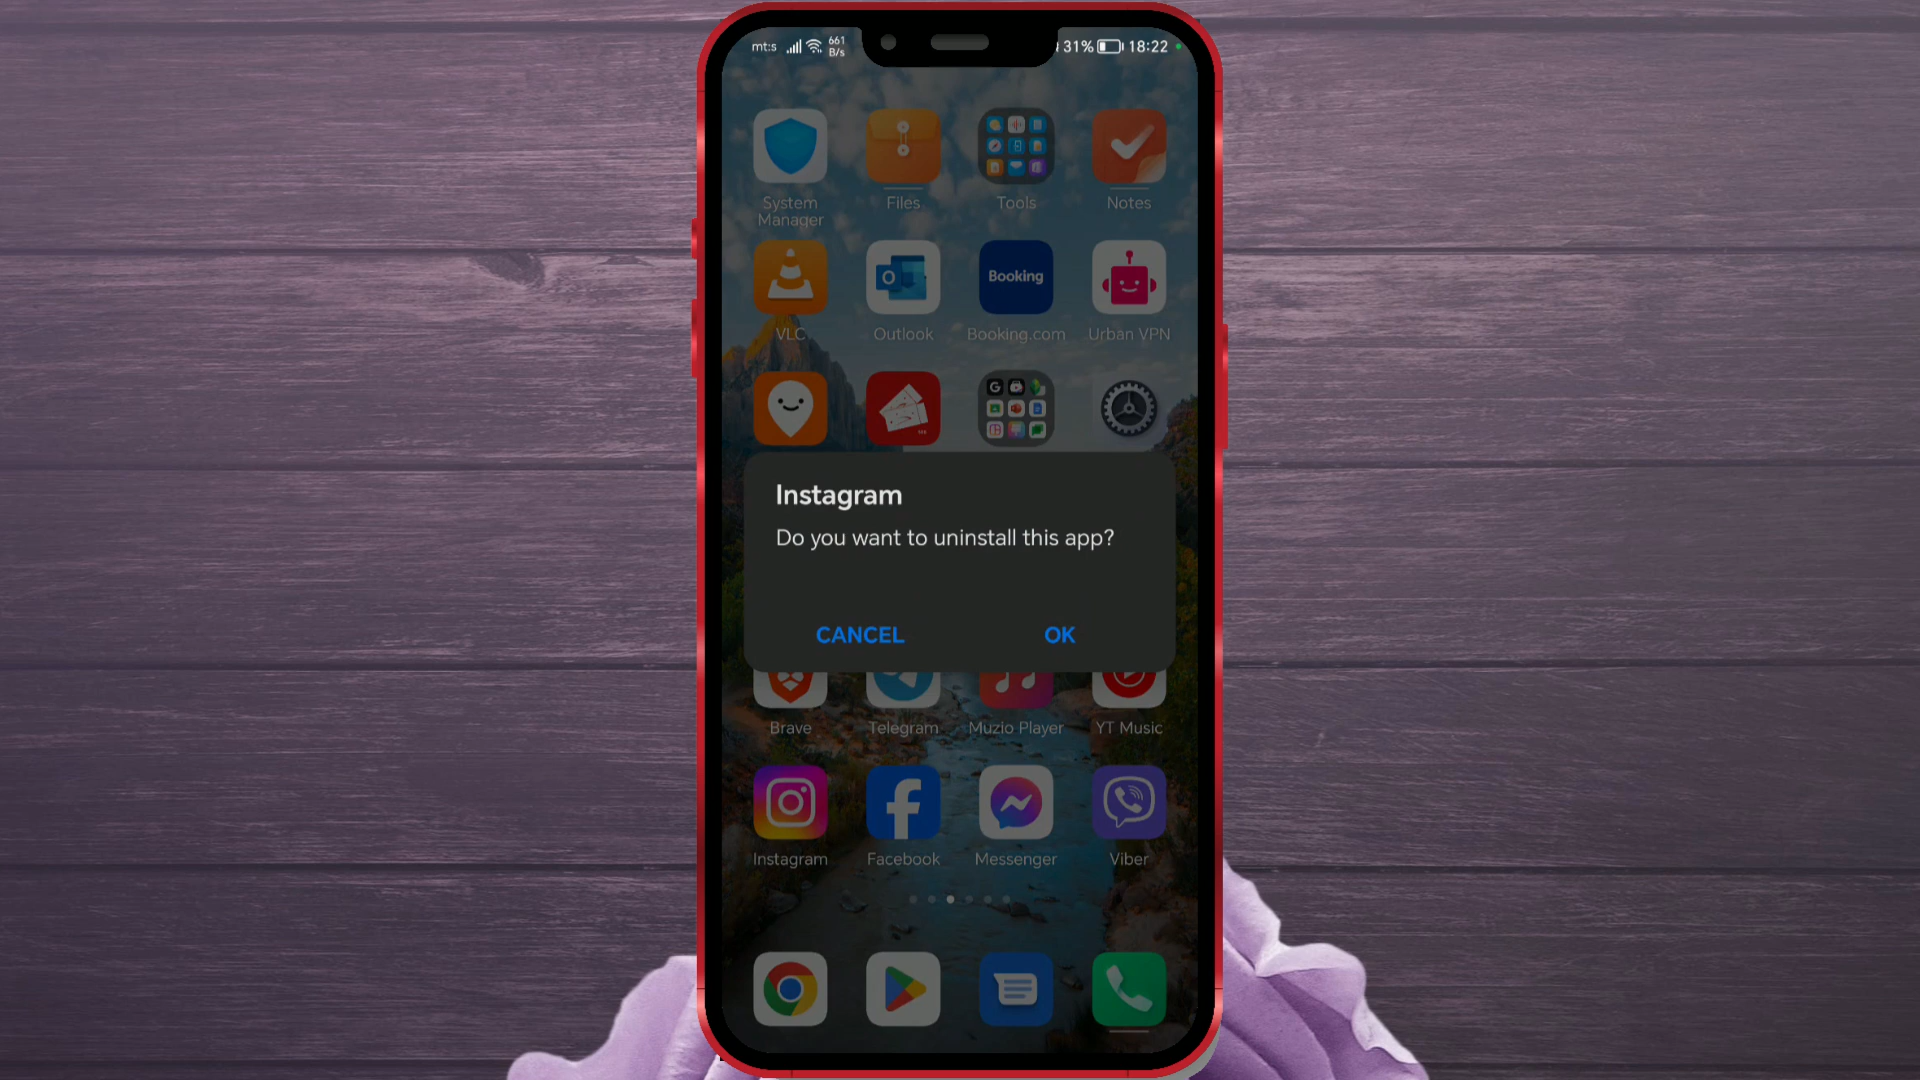 mt:s 661 B/s 31% 18:22
System Manager Files Tools Notes
Booking
VLC Outlook Booking.com Urban VPN
Instagram
Do you want to uninstall this app?
CANCEL OK
Brave Telegram Muzio Player YT Music
Instagram Facebook Messenger Viber